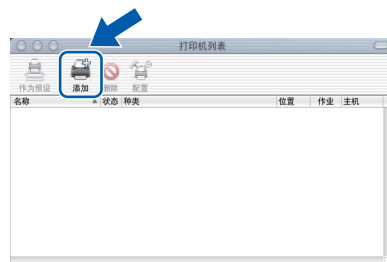 打印机列表
作为预设 添加 删除 配置
名称 状态 种类 位置 作业 主机